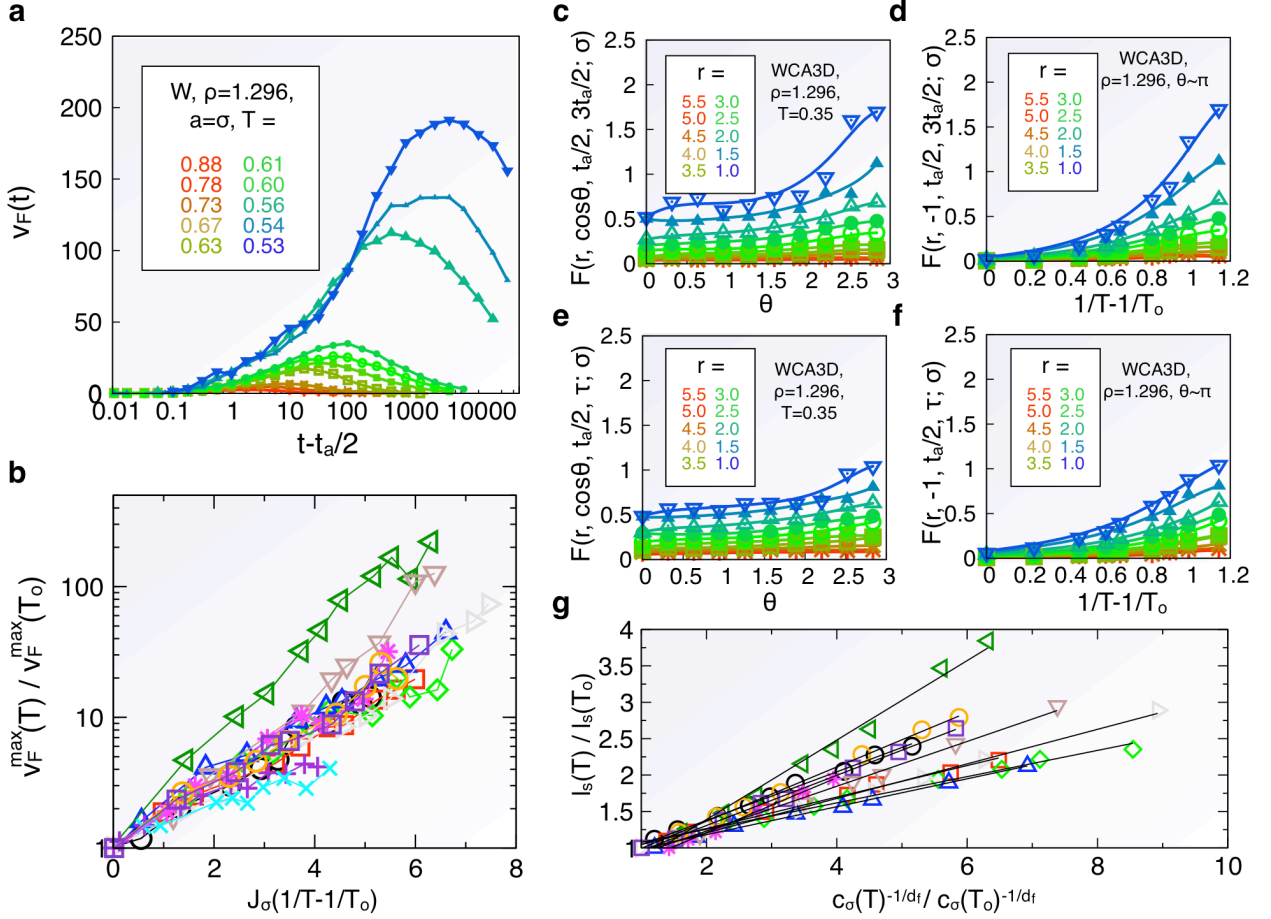 a
250
200
150
100
50
0
v_F(t)
W, ρ=1.296,
a=σ, T =
0.88 0.61
0.78 0.60
0.73 0.56
0.67 0.54
0.63 0.53
0.01 0.1 1 10 100 1000 10000
t-t_a/2
b
100
10
1
v_F^max(T) / v_F^max(T_o)
0 2 4 6 8
J_σ(1/T-1/T_o)
c
2.5
2
1.5
1
0.5
0
F(r, cosθ, t_a/2, 3t_a/2; σ)
r =
5.5 3.0
5.0 2.5
4.5 2.0
4.0 1.5
3.5 1.0
WCA3D,
ρ=1.296,
T=0.35
0 0.5 1 1.5 2 2.5 3
θ
d
2.5
2
1.5
1
0.5
0
F(r, -1, t_a/2, 3t_a/2; σ)
r =
5.5 3.0
5.0 2.5
4.5 2.0
4.0 1.5
3.5 1.0
WCA3D,
ρ=1.296, θ~π
0 0.2 0.4 0.6 0.8 1 1.2
1/T-1/T_o
e
2.5
2
1.5
1
0.5
0
F(r, cosθ, t_a/2, τ; σ)
r =
5.5 3.0
5.0 2.5
4.5 2.0
4.0 1.5
3.5 1.0
WCA3D,
ρ=1.296,
T=0.35
0 0.5 1 1.5 2 2.5 3
θ
f
2.5
2
1.5
1
0.5
0
F(r, -1, t_a/2, τ; σ)
r =
5.5 3.0
5.0 2.5
4.5 2.0
4.0 1.5
3.5 1.0
WCA3D,
ρ=1.296, θ~π
0 0.2 0.4 0.6 0.8 1 1.2
1/T-1/T_o
g
4
3.5
3
2.5
2
1.5
1
l_s(T) / l_s(T_o)
2 4 6 8 10
c_σ(T)^-1/d_f / c_σ(T_o)^-1/d_f